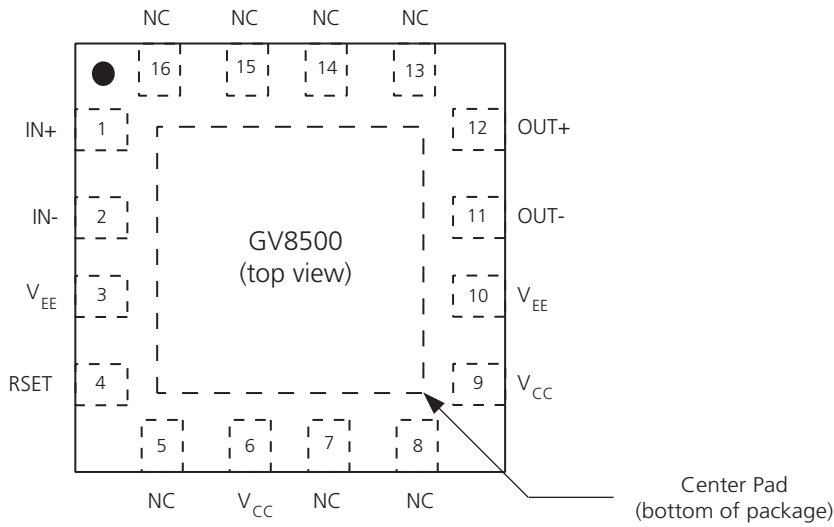 NC NC NC NC
16 15 14 13
IN+ 1 12 OUT+
IN- 2 11 OUT-
GV8500
(top view)
VEE 3 10 VEE
RSET 4 9 VCC
5 6 7 8
NC VCC NC NC
Center Pad
(bottom of package)